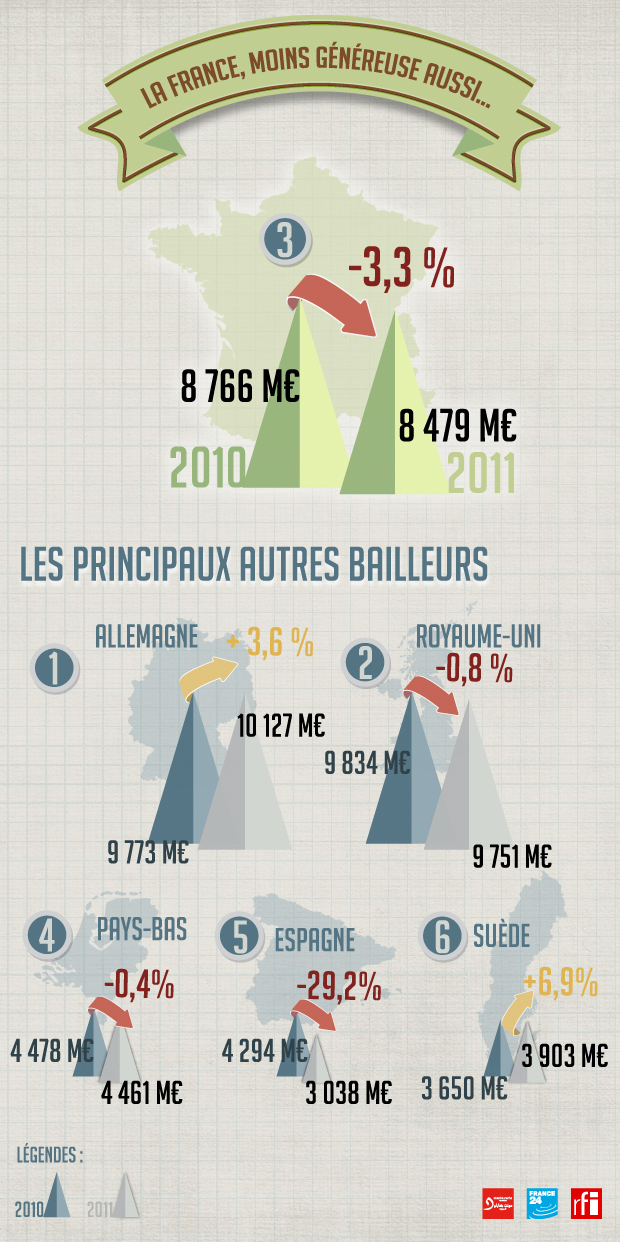 LA FRANCE, MOINS GÉNÉREUSE AUSSI...
3
-3,3 %
8 766 M€
8 479 M€
2010
2011
LES PRINCIPAUX AUTRES BAILLEURS
1
ALLEMAGNE
+ 3,6 %
10 127 M€
9 773 M€
2
ROYAUME-UNI
-0,8 %
9 834 M€
9 751 M€
4
PAYS-BAS
-0,4%
4 478 M€
4 461 M€
5
ESPAGNE
-29,2%
4 294 M€
3 038 M€
6
SUÈDE
+6,9%
3 903 M€
3 650 M€
LÉGENDES :
2010
2011
FRANCE
24
rfi